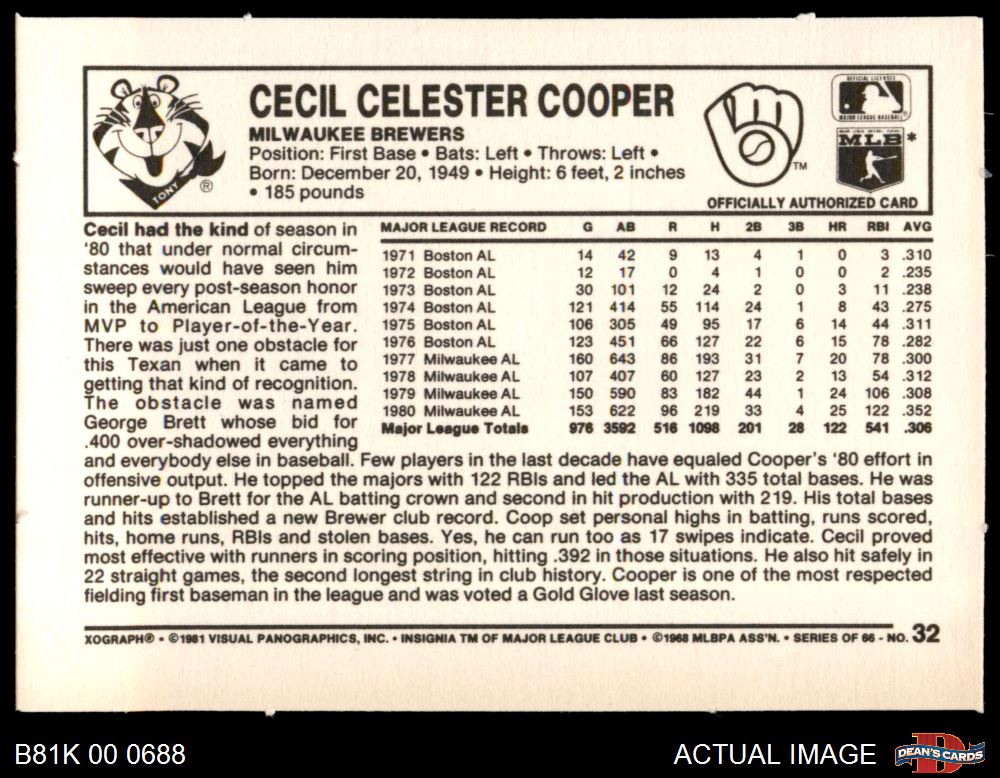 CECIL CELESTER COOPER
MILWAUKEE BREWERS
Position: First Base • Bats: Left • Throws: Left •
Born: December 20, 1949 • Height: 6 feet, 2 inches
• 185 pounds
TONY ®
TM
OFFICIAL LICENSEE
MAJOR LEAGUE BASEBALL
MLB *
OFFICIALLY AUTHORIZED CARD
Cecil had the kind of season in
'80 that under normal circum-
stances would have seen him
sweep every post-season honor
in the American League from
MVP to Player-of-the-Year.
There was just one obstacle for
this Texan when it came to
getting that kind of recognition.
The obstacle was named
George Brett whose bid for
.400 over-shadowed everything
MAJOR LEAGUE RECORD G AB R H 2B 3B HR RBI AVG
1971 Boston AL 14 42 9 13 4 1 0 3 .310
1972 Boston AL 12 17 0 4 1 0 0 2 .235
1973 Boston AL 30 101 12 24 2 0 3 11 .238
1974 Boston AL 121 414 55 114 24 1 8 43 .275
1975 Boston AL 106 305 49 95 17 6 14 44 .311
1976 Boston AL 123 451 66 127 22 6 15 78 .282
1977 Milwaukee AL 160 643 86 193 31 7 20 78 .300
1978 Milwaukee AL 107 407 60 127 23 2 13 54 .312
1979 Milwaukee AL 150 590 83 182 44 1 24 106 .308
1980 Milwaukee AL 153 622 96 219 33 4 25 122 .352
Major League Totals 976 3592 516 1098 201 28 122 541 .306
and everybody else in baseball. Few players in the last decade have equaled Cooper's '80 effort in
offensive output. He topped the majors with 122 RBIs and led the AL with 335 total bases. He was
runner-up to Brett for the AL batting crown and second in hit production with 219. His total bases
and hits established a new Brewer club record. Coop set personal highs in batting, runs scored,
hits, home runs, RBIs and stolen bases. Yes, he can run too as 17 swipes indicate. Cecil proved
most effective with runners in scoring position, hitting .392 in those situations. He also hit safely in
22 straight games, the second longest string in club history. Cooper is one of the most respected
fielding first baseman in the league and was voted a Gold Glove last season.
XOGRAPH® • ©1981 VISUAL PANOGRAPHICS, INC. • INSIGNIA TM OF MAJOR LEAGUE CLUB • ©1968 MLBPA ASS'N. • SERIES OF 66 - NO. 32
B81K 00 0688
ACTUAL IMAGE
DEAN'S CARDS